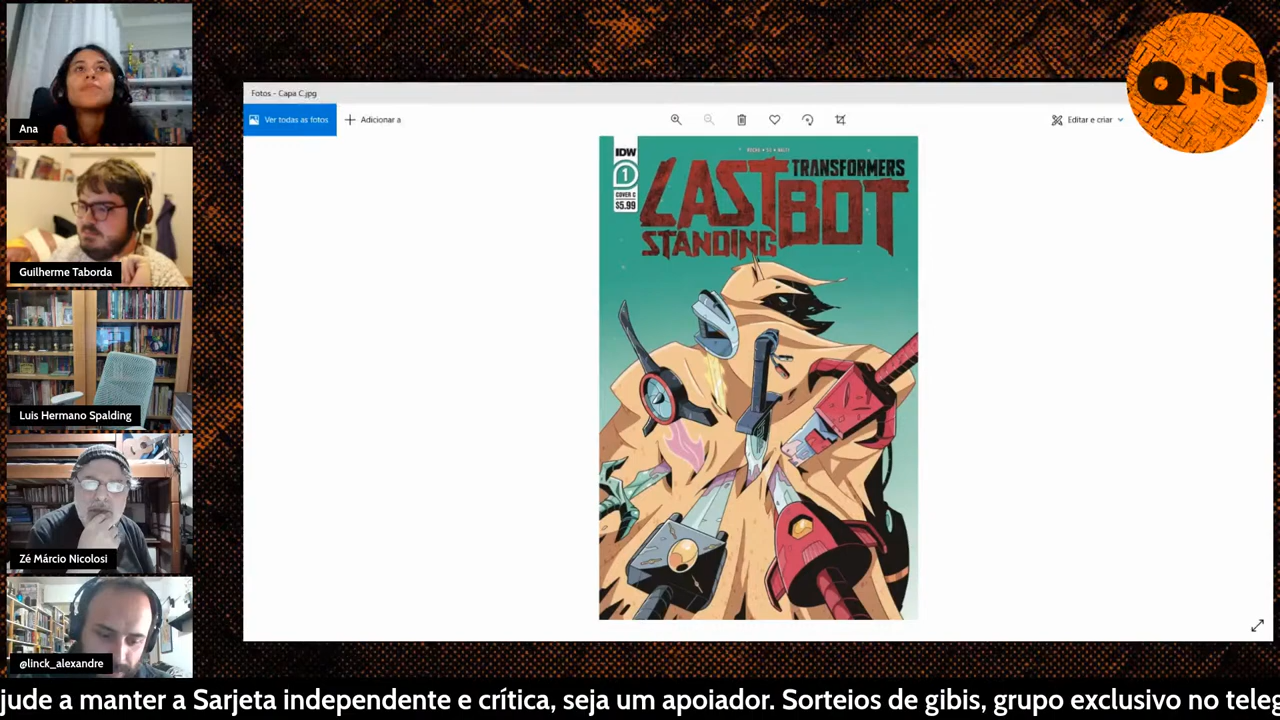 Ana
Guilherme Taborda
Luis Hermano Spalding
Zé Márcio Nicolosi
@linck_alexandre
Fotos - Capa C.jpg
Ver todas as fotos
Adicionar a
Editar e criar
QNS
IDW
1
COVER C
$5.99
TRANSFORMERS
LAST BOT
STANDING
jude a manter a Sarjeta independente e crítica, seja um apoiador. Sorteios de gibis, grupo exclusivo no teleg